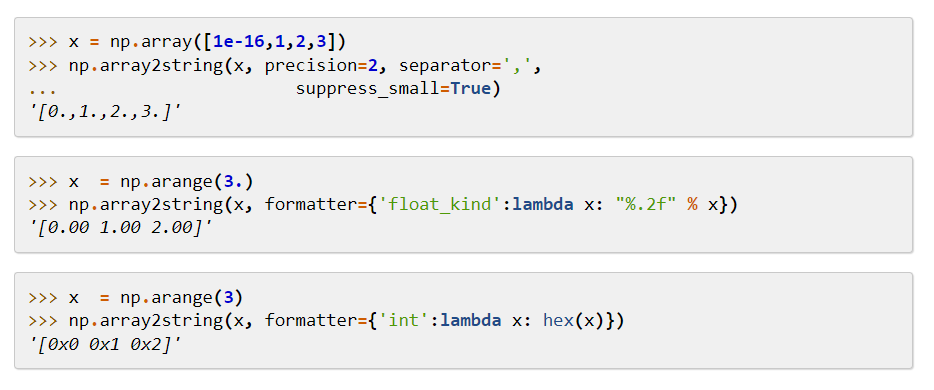 >>> x = np.array([1e-16,1,2,3])
>>> np.array2string(x, precision=2, separator=',',
...                       suppress_small=True)
'[0.,1.,2.,3.]'
>>> x  = np.arange(3.)
>>> np.array2string(x, formatter={'float_kind':lambda x: "%.2f" % x})
'[0.00 1.00 2.00]'
>>> x  = np.arange(3)
>>> np.array2string(x, formatter={'int':lambda x: hex(x)})
'[0x0 0x1 0x2]'